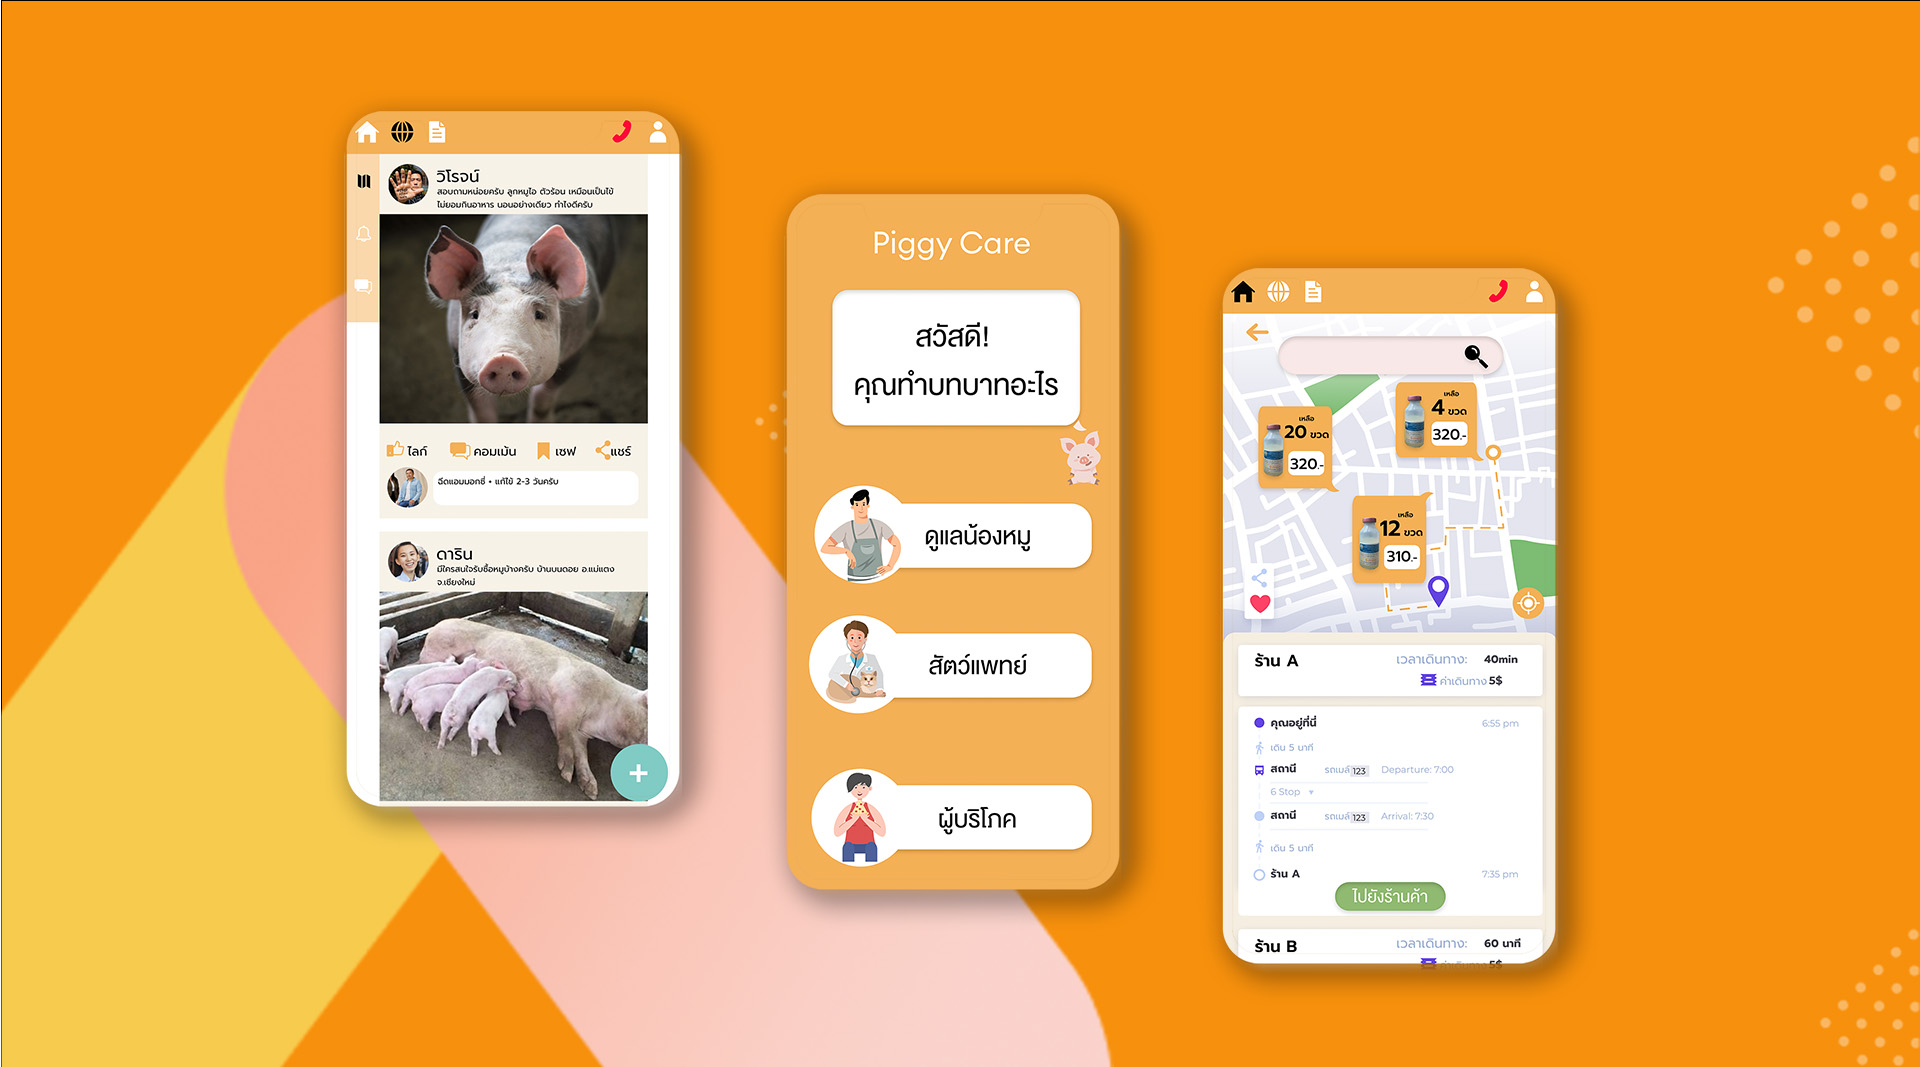 วิโรจน์
สอบถามหน่อยครับ ลูกหมูไอ ตัวร้อน เหมือนเป็นไข้
ไม่ยอมกินอาหาร นอนอย่างเดียว ทำไงดีครับ
ไลก์ คอมเม้น เซฟ แชร์
ฉีดแอมมอกซี่ + แก้ไข้ 2-3 วันครับ
ดาริน
มีใครสนใจรับซื้อหมูบ้างครับ บ้านบนดอย อ.แม่แตง
จ.เชียงใหม่
+
Piggy Care
สวัสดี!
คุณทำบทบาทอะไร
ดูแลน้องหมู
สัตว์แพทย์
ผู้บริโภค
เหลือ
4 ขวด
320.-
เหลือ
20 ขวด
320.-
เหลือ
12 ขวด
310.-
ร้าน A เวลาเดินทาง: 40min
ค่าเดินทาง 5$
คุณอยู่ที่นี่ 6:55 pm
เดิน 5 นาที
สถานี รถเมล์ 123 Departure: 7:00
6 Stop ▼
สถานี รถเมล์ 123 Arrival: 7:30
เดิน 5 นาที
ร้าน A 7:35 pm
ไปยังร้านค้า
ร้าน B เวลาเดินทาง: 60 นาที
ค่าเดินทาง 5$